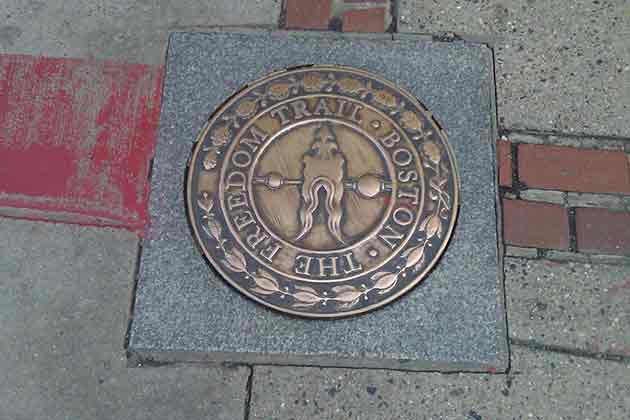 THE FREEDOM TRAIL · BOSTON ·